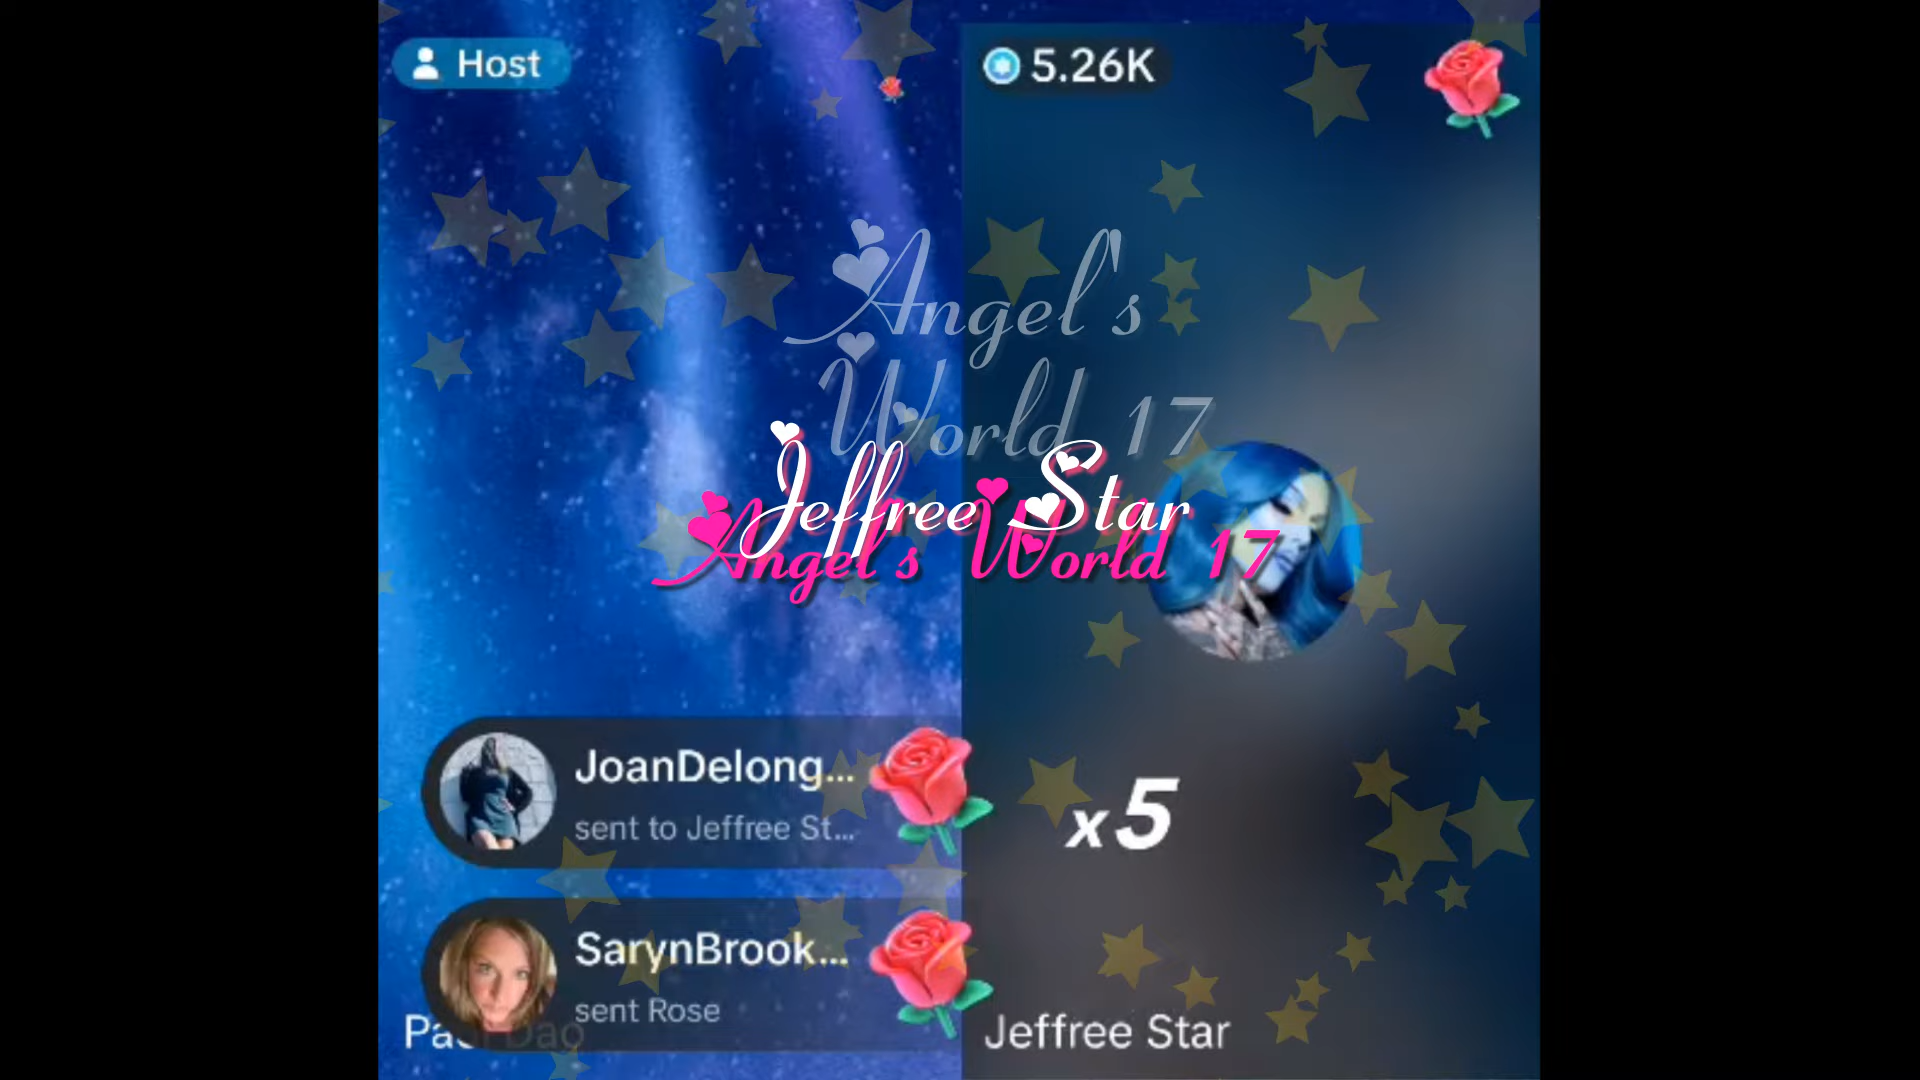 Host
5.26K
Angel's
World 17
Jeffree Star
Angel's World 17
JoanDelong...
sent to Jeffree St...
x5
SarynBrook...
sent Rose
Jeffree Star